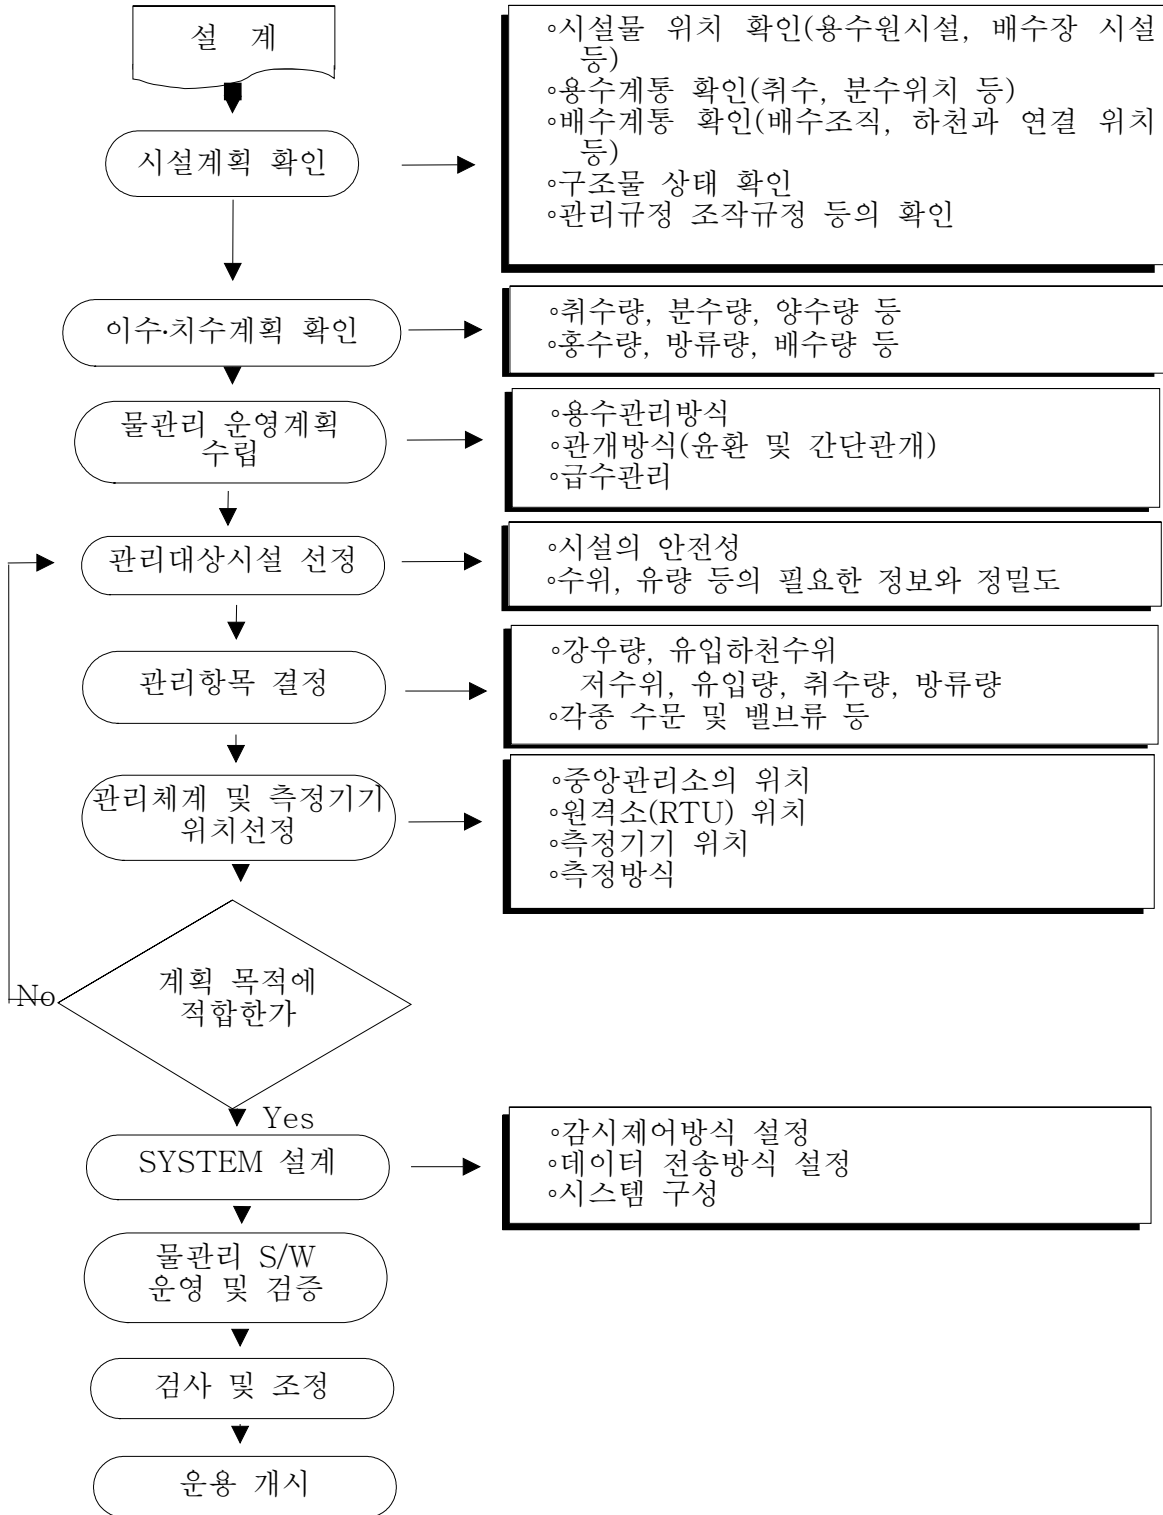 설 계
◦시설물 위치 확인(용수원시설, 배수장 시설
등)
◦용수계통 확인(취수, 분수위치 등)
◦배수계통 확인(배수조직, 하천과 연결 위치
등)
◦구조물 상태 확인
◦관리규정 조작규정 등의 확인
시설계획 확인
이수·치수계획 확인
◦취수량, 분수량, 양수량 등
◦홍수량, 방류량, 배수량 등
물관리 운영계획
수립
◦용수관리방식
◦관개방식(윤환 및 간단관개)
◦급수관리
관리대상시설 선정
◦시설의 안전성
◦수위, 유량 등의 필요한 정보와 정밀도
관리항목 결정
◦강우량, 유입하천수위
저수위, 유입량, 취수량, 방류량
◦각종 수문 및 밸브류 등
관리체계 및 측정기기
위치선정
◦중앙관리소의 위치
◦원격소(RTU) 위치
◦측정기기 위치
◦측정방식
계획 목적에
적합한가
No
Yes
SYSTEM 설계
◦감시제어방식 설정
◦데이터 전송방식 설정
◦시스템 구성
물관리 S/W
운영 및 검증
검사 및 조정
운용 개시